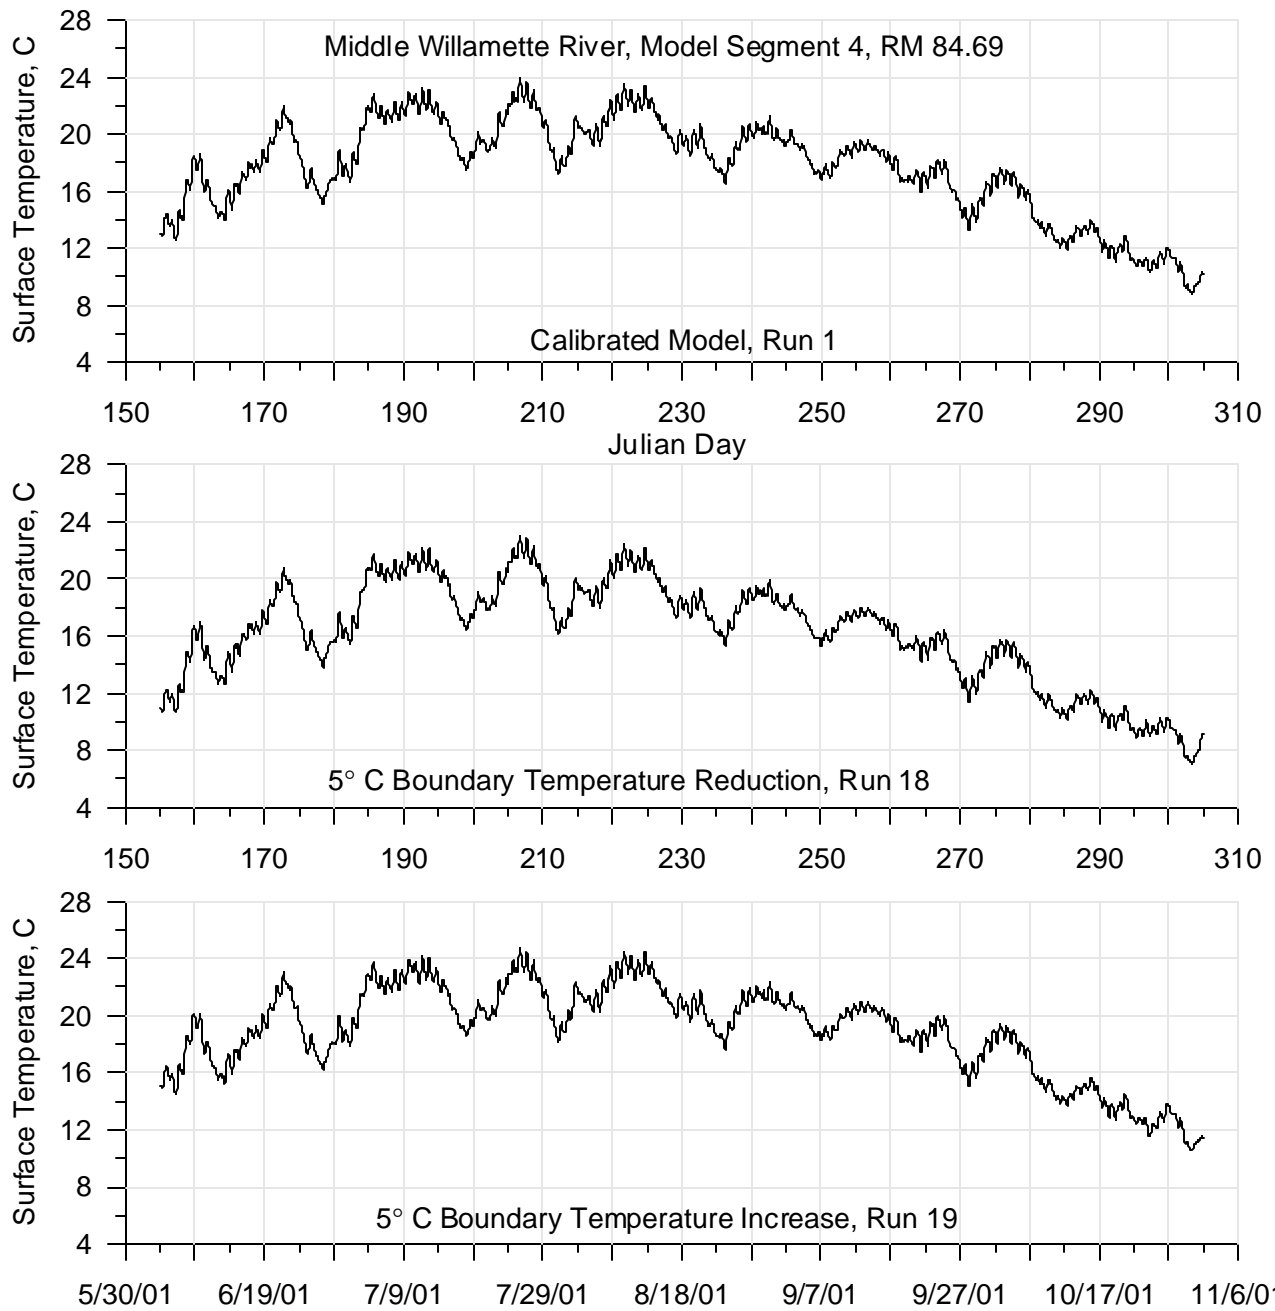 28
Middle Willamette River, Model Segment 4, RM 84.69
24
20
16
12
8
Calibrated Model, Run 1
4
Surface Temperature, C
150 170 190 210 230 250 270 290 310
Julian Day
28
24
20
16
12
8
5° C Boundary Temperature Reduction, Run 18
4
Surface Temperature, C
150 170 190 210 230 250 270 290 310
28
24
20
16
12
8
5° C Boundary Temperature Increase, Run 19
4
Surface Temperature, C
5/30/01 6/19/01 7/9/01 7/29/01 8/18/01 9/7/01 9/27/01 10/17/01 11/6/0